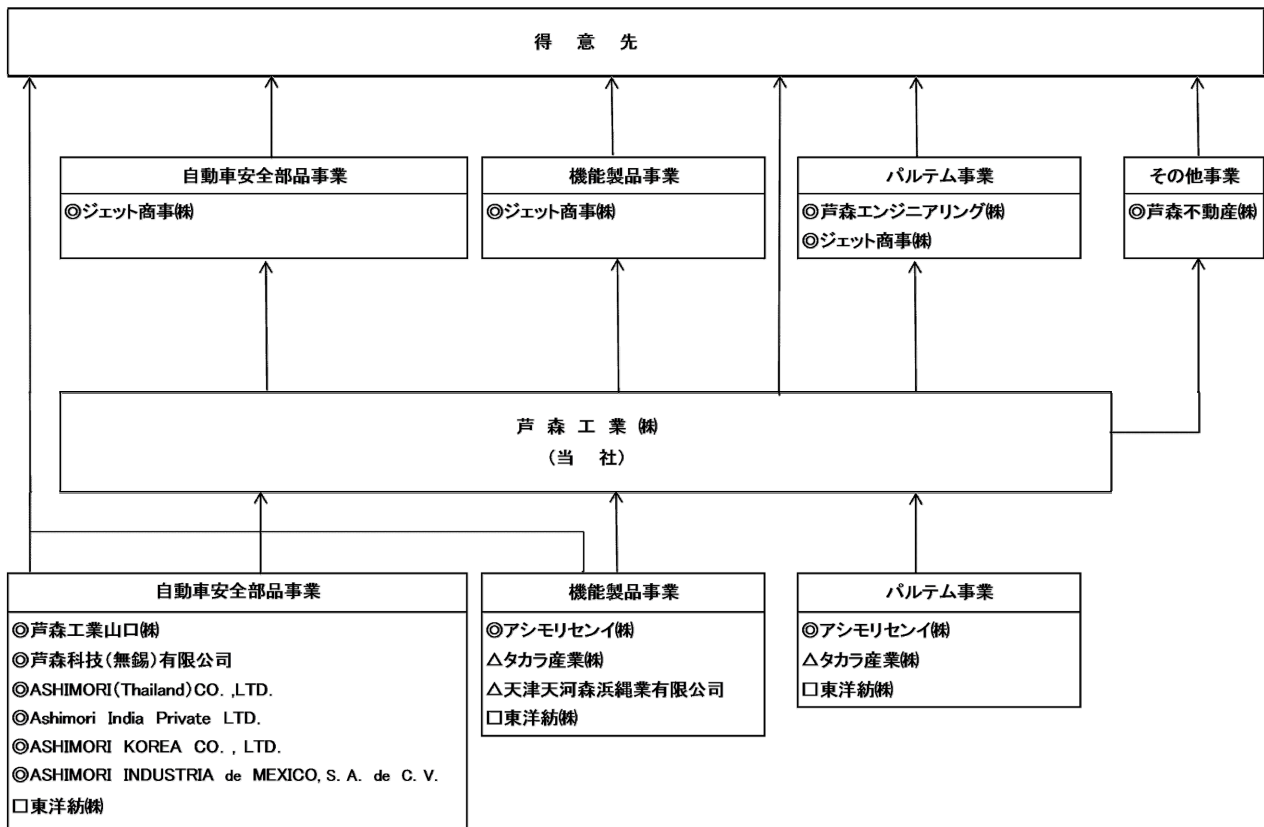 得 意 先
自動車安全部品事業
◎ジェット商事㈱
機能製品事業
◎ジェット商事㈱
パルテム事業
◎芦森エンジニアリング㈱
◎ジェット商事㈱
その他事業
◎芦森不動産㈱
芦 森 工 業 ㈱
(当 社)
自動車安全部品事業
◎芦森工業山口㈱
◎芦森科技(無錫)有限公司
◎ASHIMORI(Thailand)CO.,LTD.
◎Ashimori India Private LTD.
◎ASHIMORI KOREA CO., LTD.
◎ASHIMORI INDUSTRIA de MEXICO,S. A. de C. V.
□東洋紡㈱
機能製品事業
◎アシモリセンイ㈱
△タカラ産業㈱
△天津天河森浜縄業有限公司
□東洋紡㈱
パルテム事業
◎アシモリセンイ㈱
△タカラ産業㈱
□東洋紡㈱